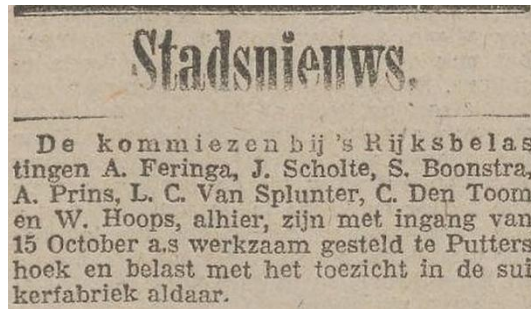 Stadsnieuws.
De kommiezen bij 's Rijksbelas
tingen A. Feringa, J. Scholte, S. Boonstra,
A. Prins, L. C. Van Splunter, C. Den Toom
en W. Hoops, alhier, zijn met ingang van
15 October a.s werkzaam gesteld te Putters
hoek en belast met het toezicht in de sui
kerfabriek aldaar.